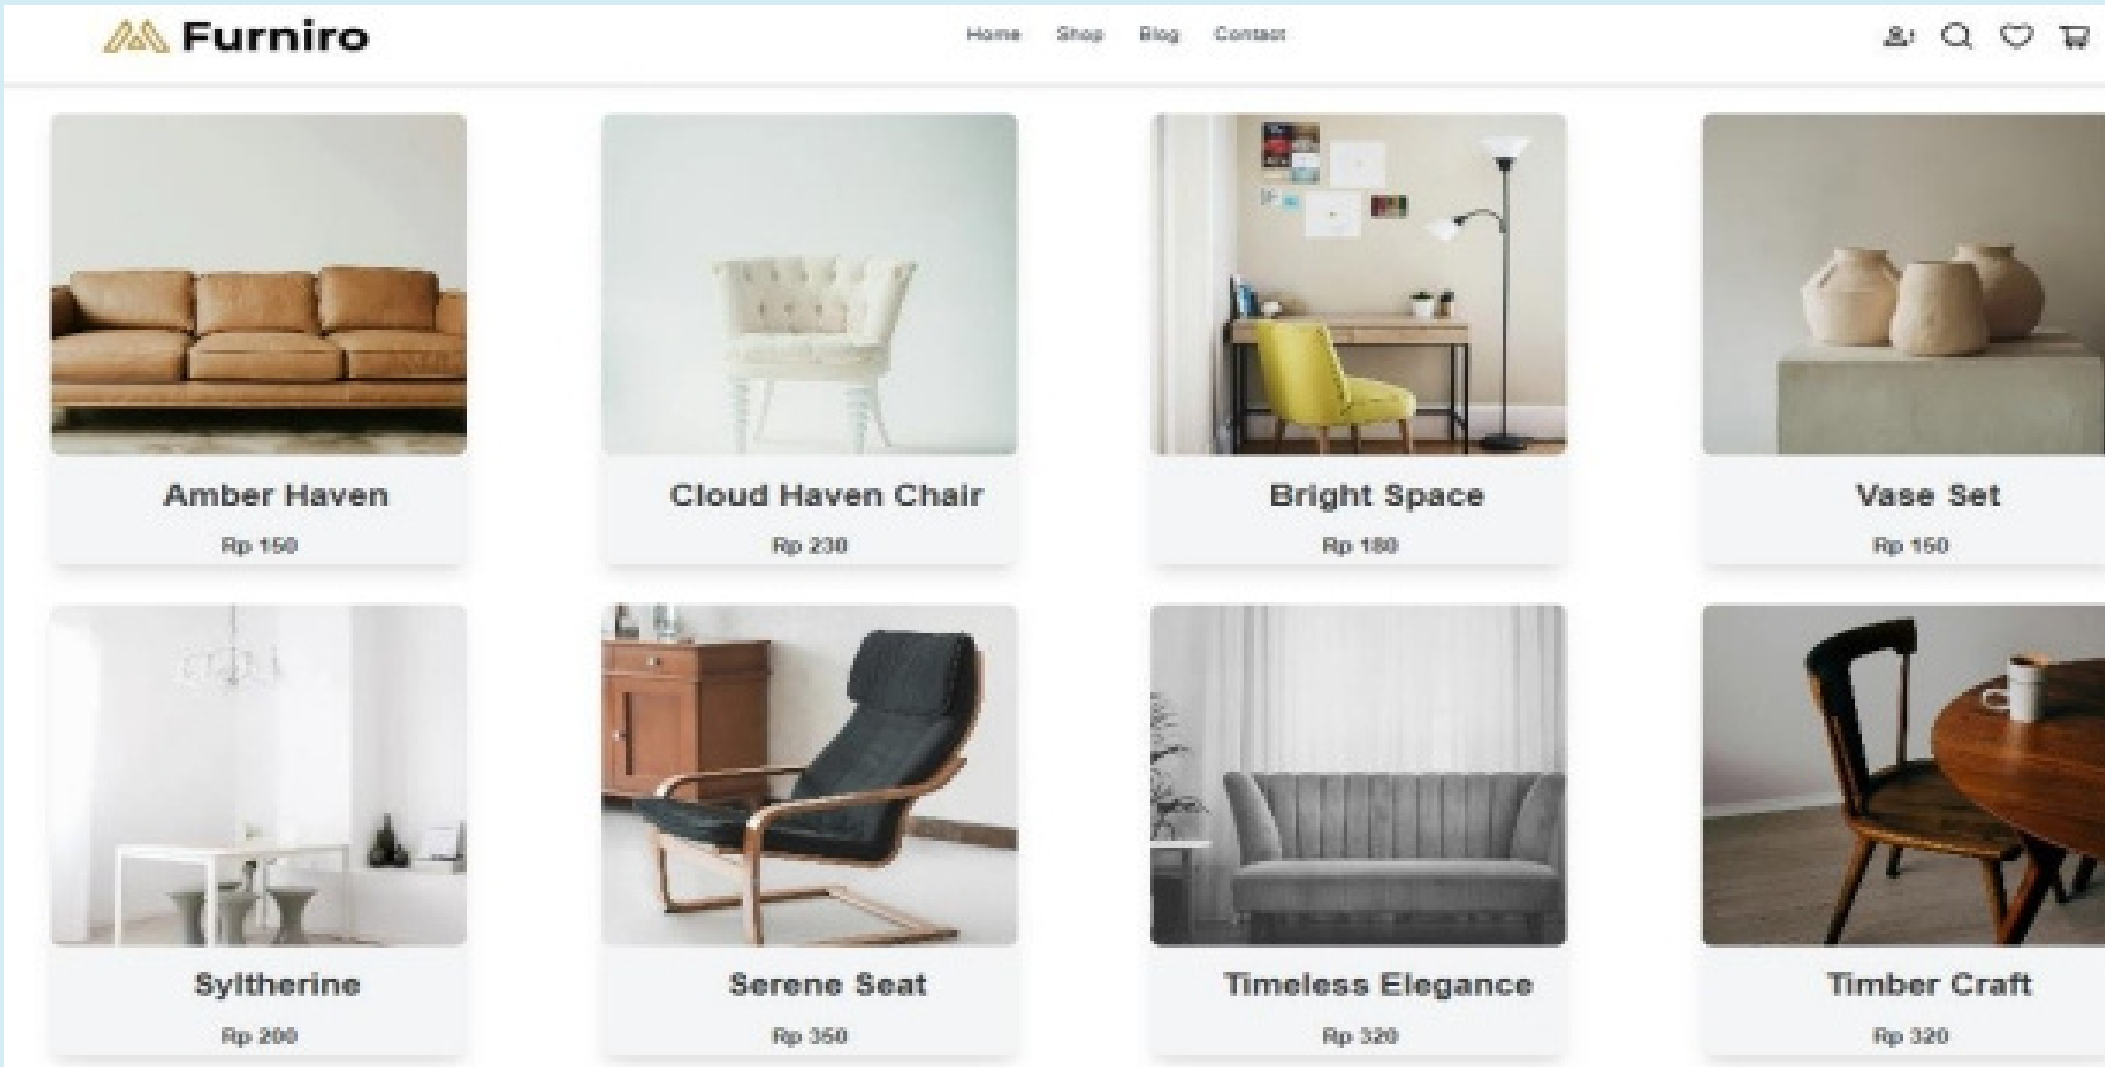 Furniro
Home Shop Blog Contact
Amber Haven
Rp 150
Cloud Haven Chair
Rp 230
Bright Space
Rp 180
Vase Set
Rp 150
Syltherine
Rp 200
Serene Seat
Rp 350
Timeless Elegance
Rp 320
Timber Craft
Rp 320